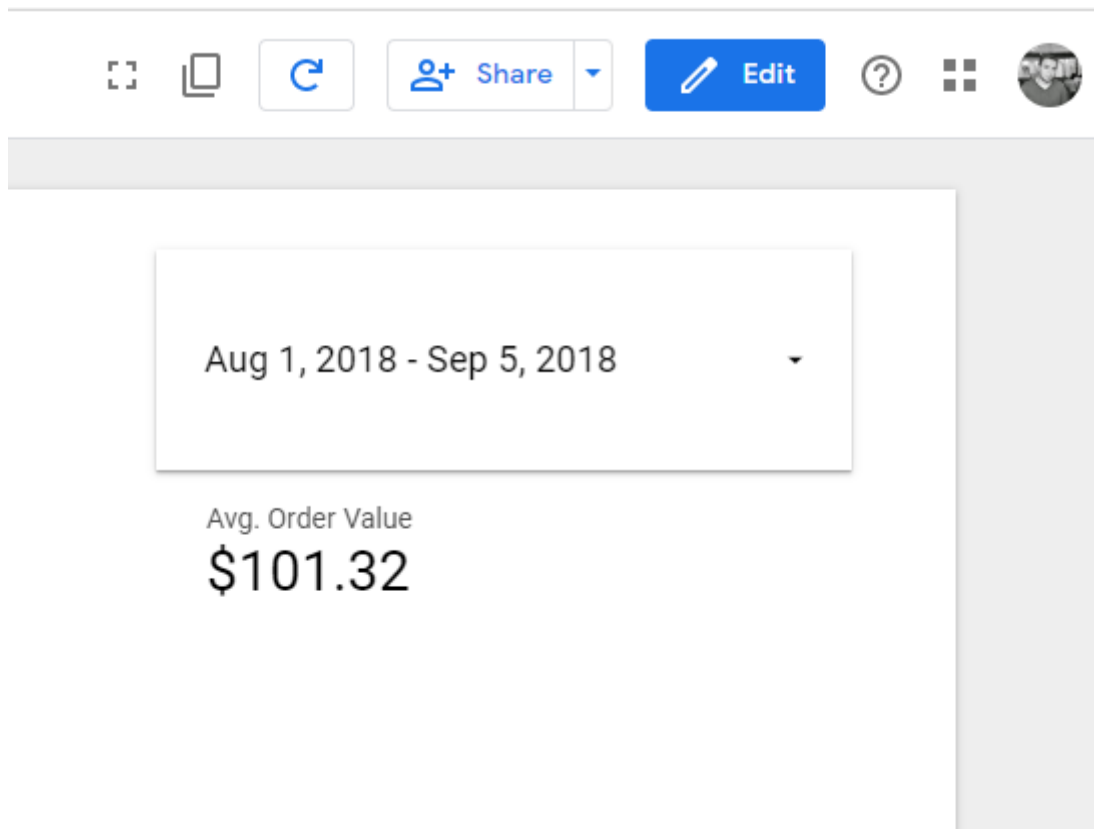 Share
Edit
Aug 1, 2018 - Sep 5, 2018
Avg. Order Value
$101.32